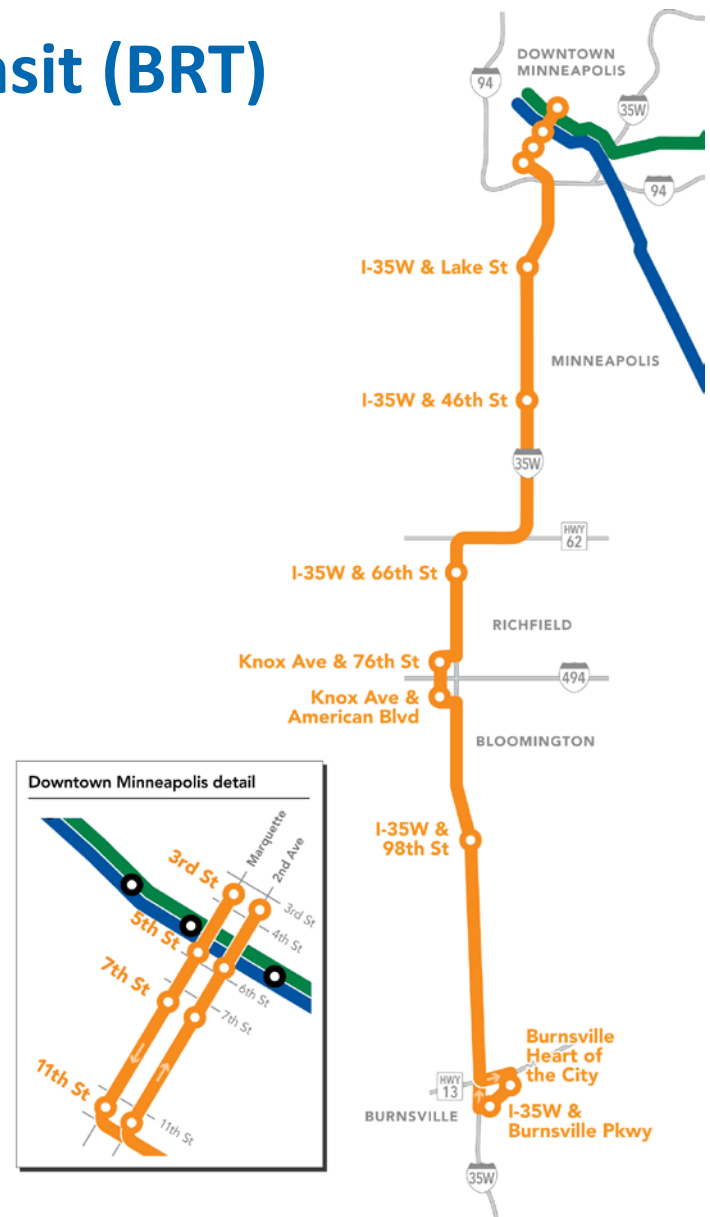 nsit (BRT)
DOWNTOWN
MINNEAPOLIS
94
35W
94
I-35W & Lake St
MINNEAPOLIS
I-35W & 46th St
35W
HWY
62
I-35W & 66th St
RICHFIELD
Knox Ave & 76th St
494
Knox Ave &
American Blvd
BLOOMINGTON
I-35W &
98th St
Burnsville
Heart of
the City
HWY
13
BURNSVILLE
I-35W &
Burnsville Pkwy
35W
Downtown Minneapolis detail
Marquette
2nd Ave
3rd St
3rd St
4th St
5th St
6th St
7th St
7th St
11th St
11th St